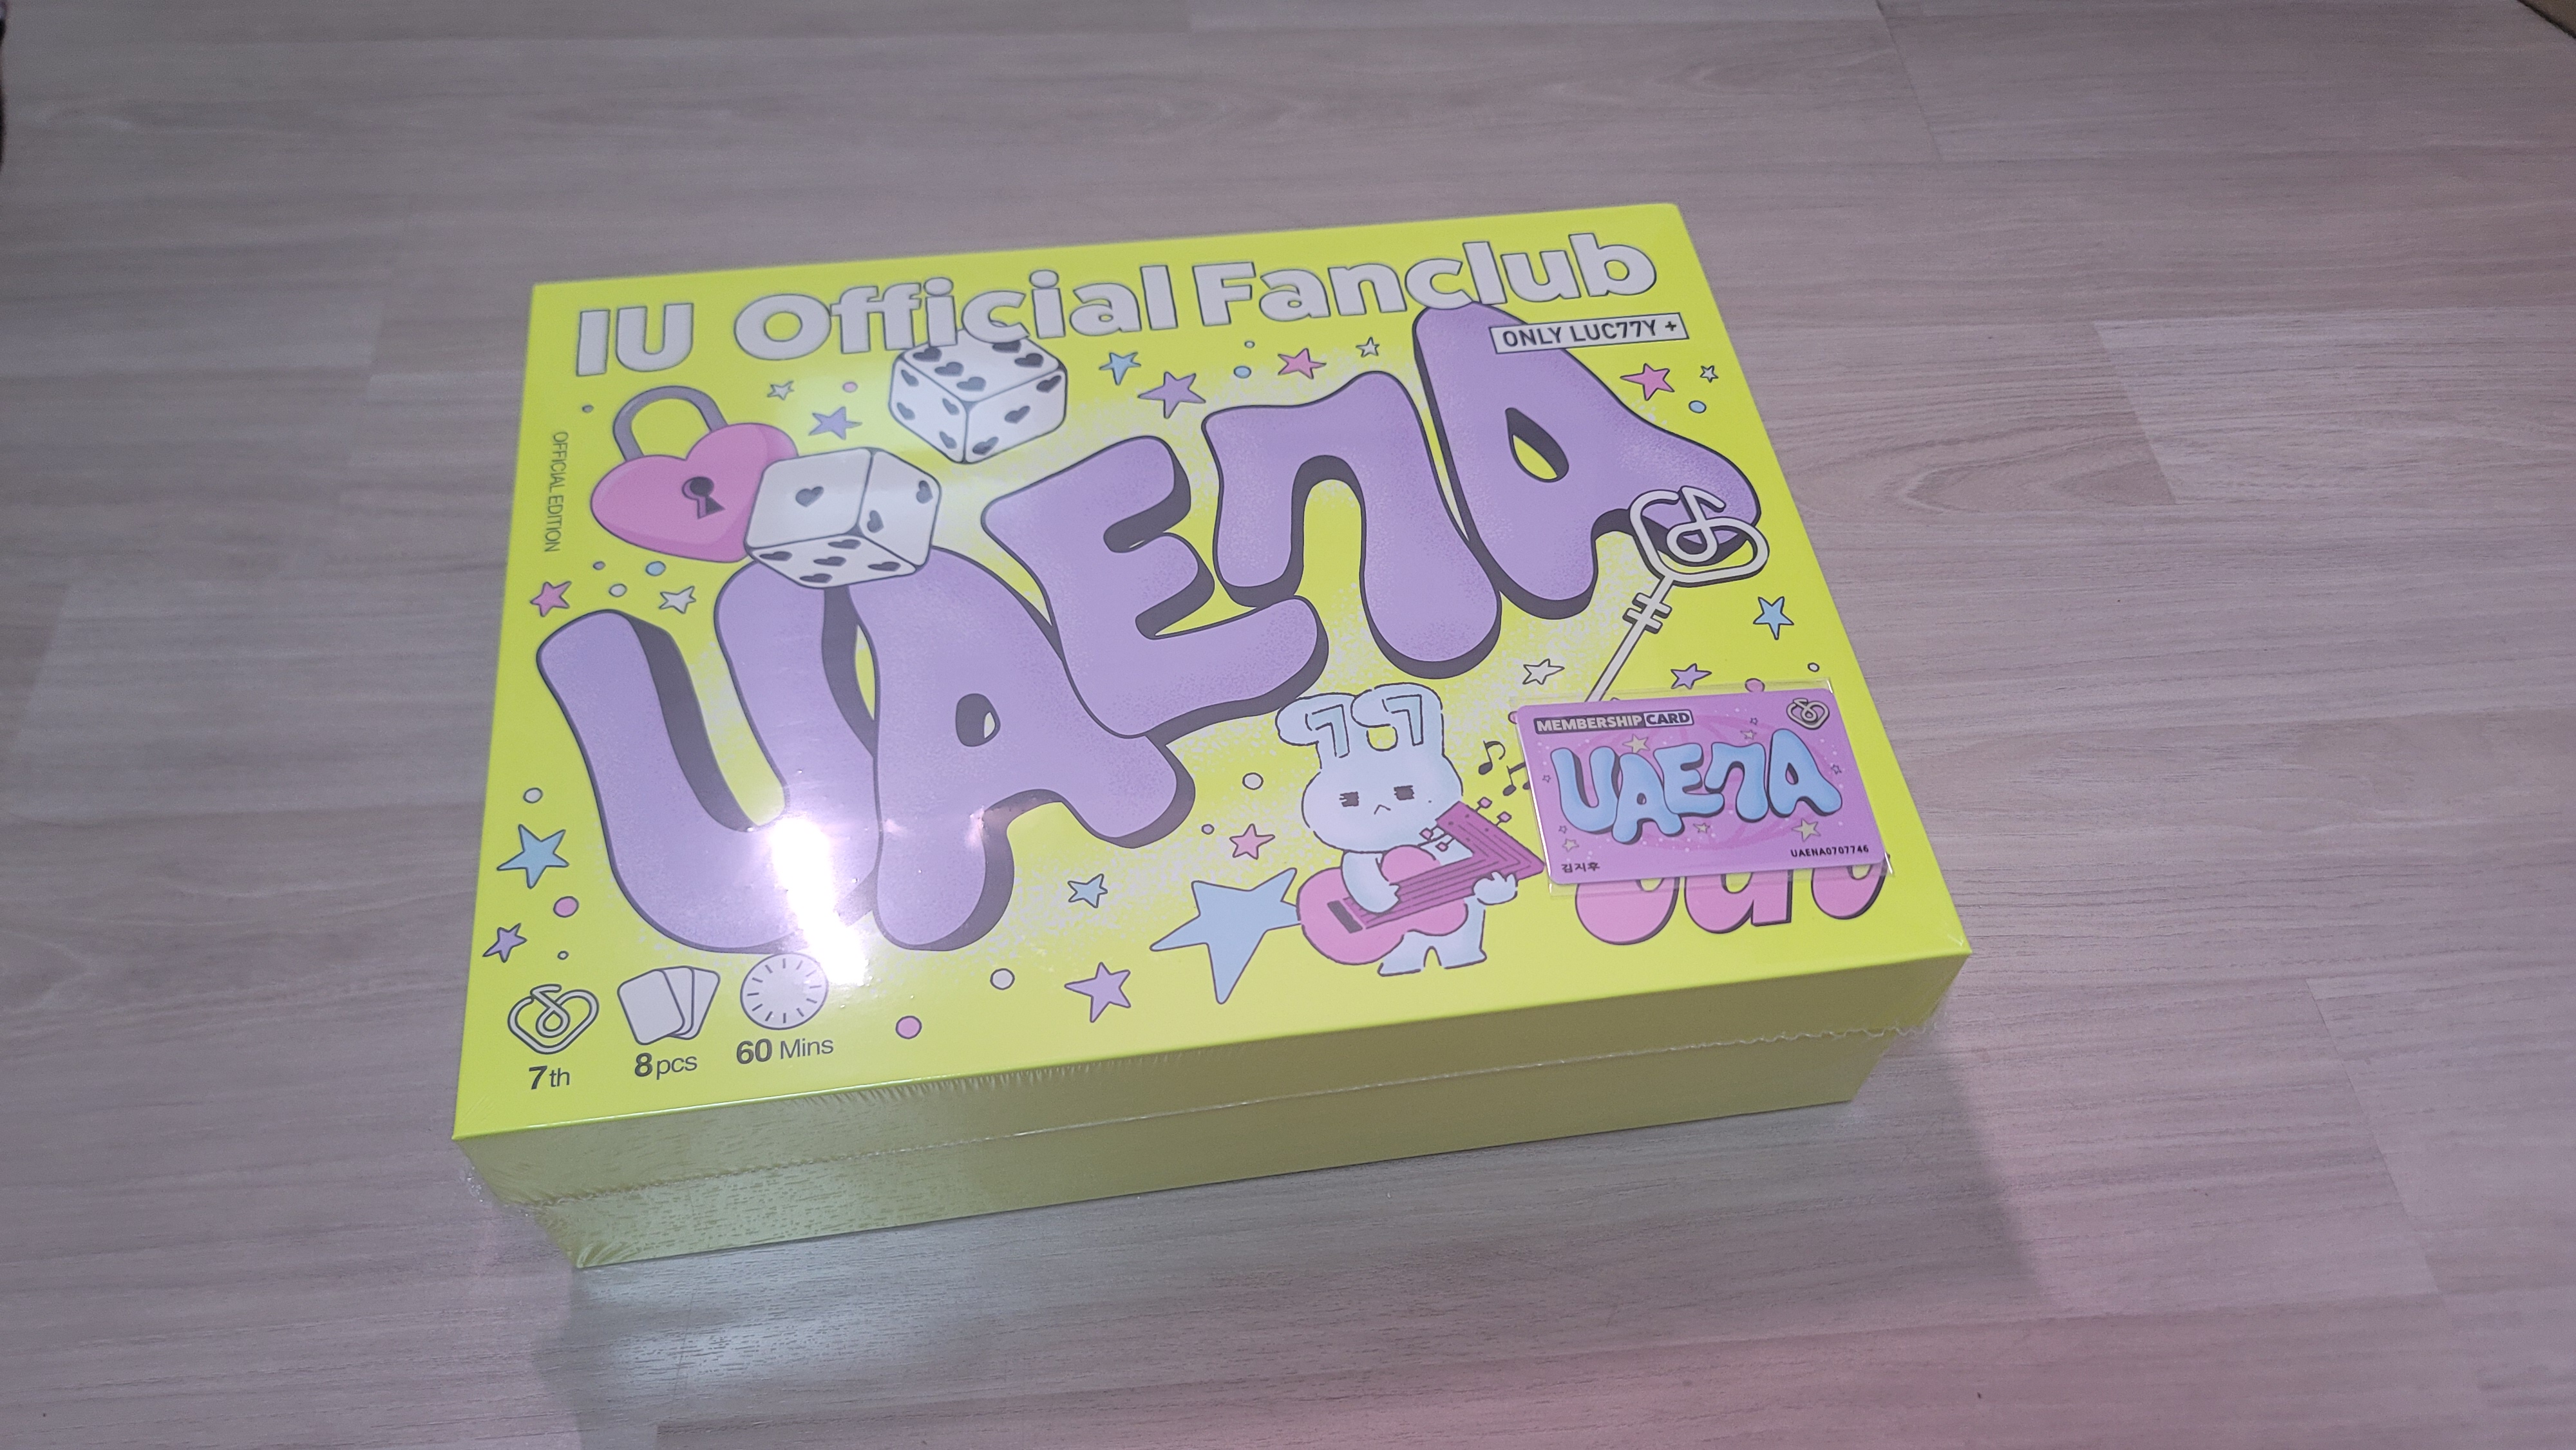 IU Official Fanclub
ONLY LUC77Y +
OFFICIAL EDITION
UAENA
77
MEMBERSHIP CARD
UAENA
김지후
UAENA0707746
7th
8pcs
60 Mins